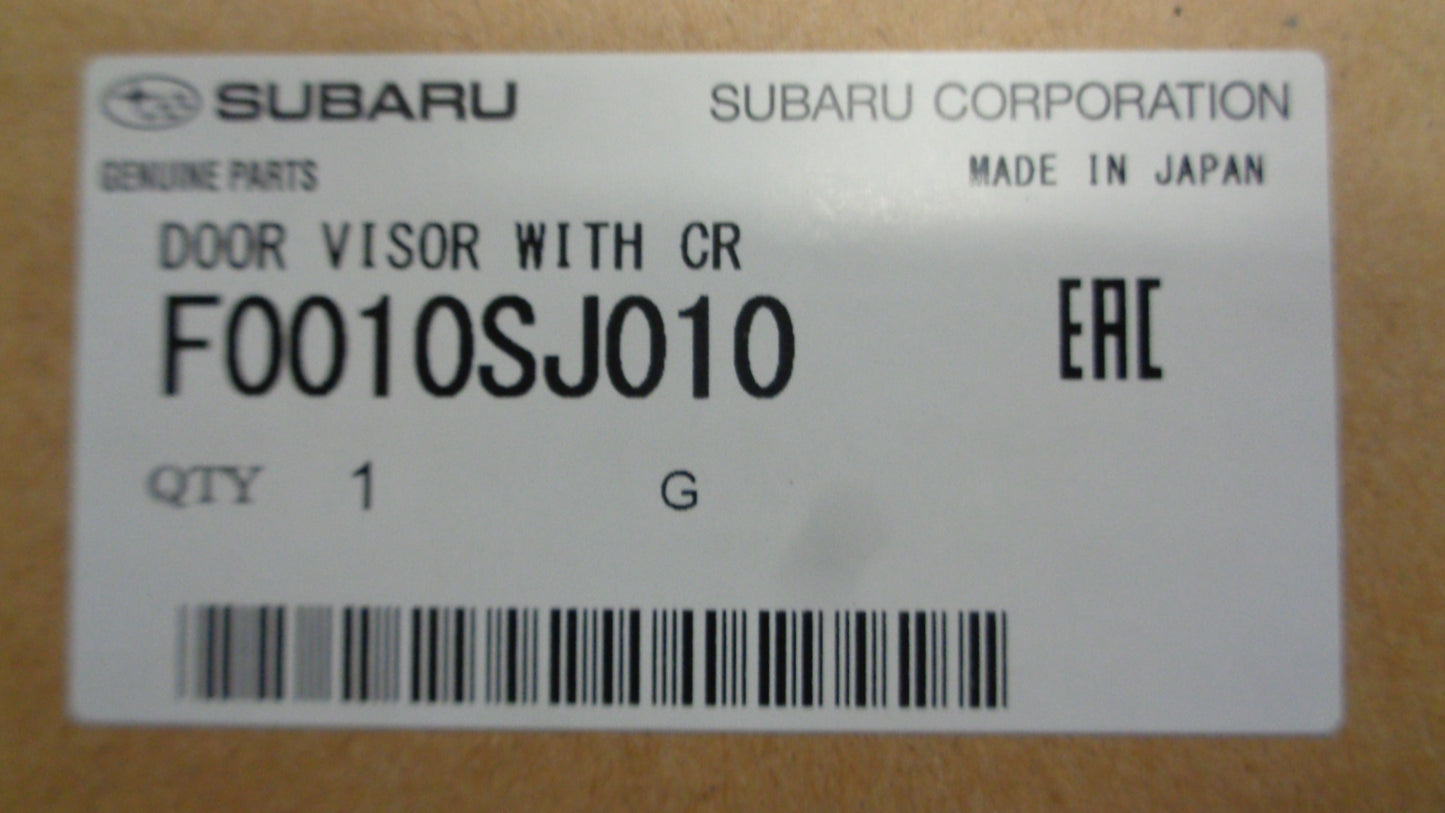 SUBARU SUBARU CORPORATION
GENUINE PARTS MADE IN JAPAN
DOOR VISOR WITH CR
F0010SJ010 EAC
QTY 1 G